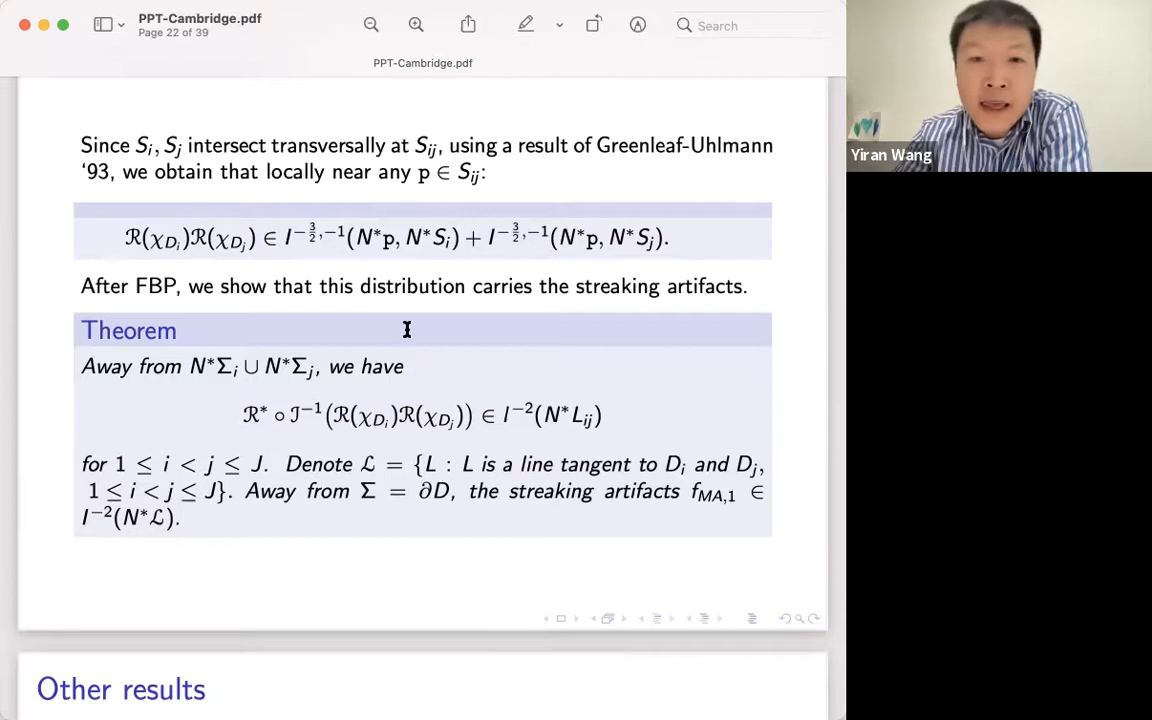 PPT-Cambridge.pdf
Page 22 of 39
Search
PPT-Cambridge.pdf
Since S_i, S_j intersect transversally at S_ij, using a result of Greenleaf-Uhlmann
‘93, we obtain that locally near any p ∈ S_ij:
ℛ(χ_{D_i})ℛ(χ_{D_j}) ∈ I^{−3/2,−1}(N*p, N*S_i) + I^{−3/2,−1}(N*p, N*S_j).
After FBP, we show that this distribution carries the streaking artifacts.
Theorem
Away from N*Σ_i ∪ N*Σ_j, we have
ℛ* ∘ ℐ^{−1}(ℛ(χ_{D_i})ℛ(χ_{D_j})) ∈ I^{−2}(N*L_ij)
for 1 ≤ i < j ≤ J. Denote ℒ = {L : L is a line tangent to D_i and D_j,
1 ≤ i < j ≤ J}. Away from Σ = ∂D, the streaking artifacts f_{MA,1} ∈
I^{−2}(N*ℒ).
Other results
Yiran Wang